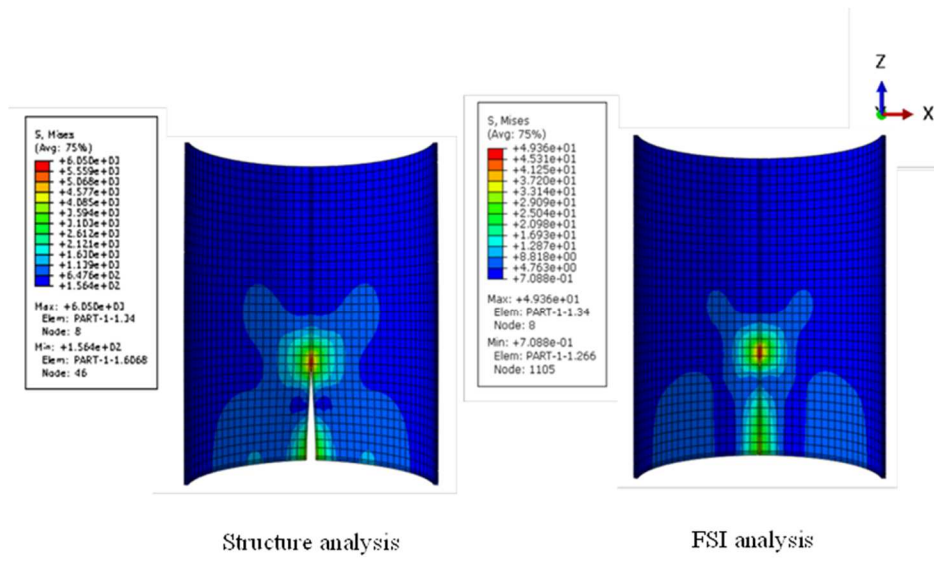 S, Mises
(Avg: 75%)
+6.050e+03
+5.559e+03
+5.068e+03
+4.577e+03
+4.085e+03
+3.594e+03
+3.103e+03
+2.612e+03
+2.121e+03
+1.630e+03
+1.139e+03
+6.476e+02
+1.564e+02
Max: +6.050e+03
Elem: PART-1-1.34
Node: 8
Min: +1.564e+02
Elem: PART-1-1.6068
Node: 46
S, Mises
(Avg: 75%)
+4.936e+01
+4.531e+01
+4.125e+01
+3.720e+01
+3.314e+01
+2.909e+01
+2.504e+01
+2.098e+01
+1.693e+01
+1.287e+01
+8.818e+00
+4.763e+00
+7.088e-01
Max: +4.936e+01
Elem: PART-1-1.34
Node: 8
Min: +7.088e-01
Elem: PART-1-1.266
Node: 1105
Z
X
Structure analysis
FSI analysis